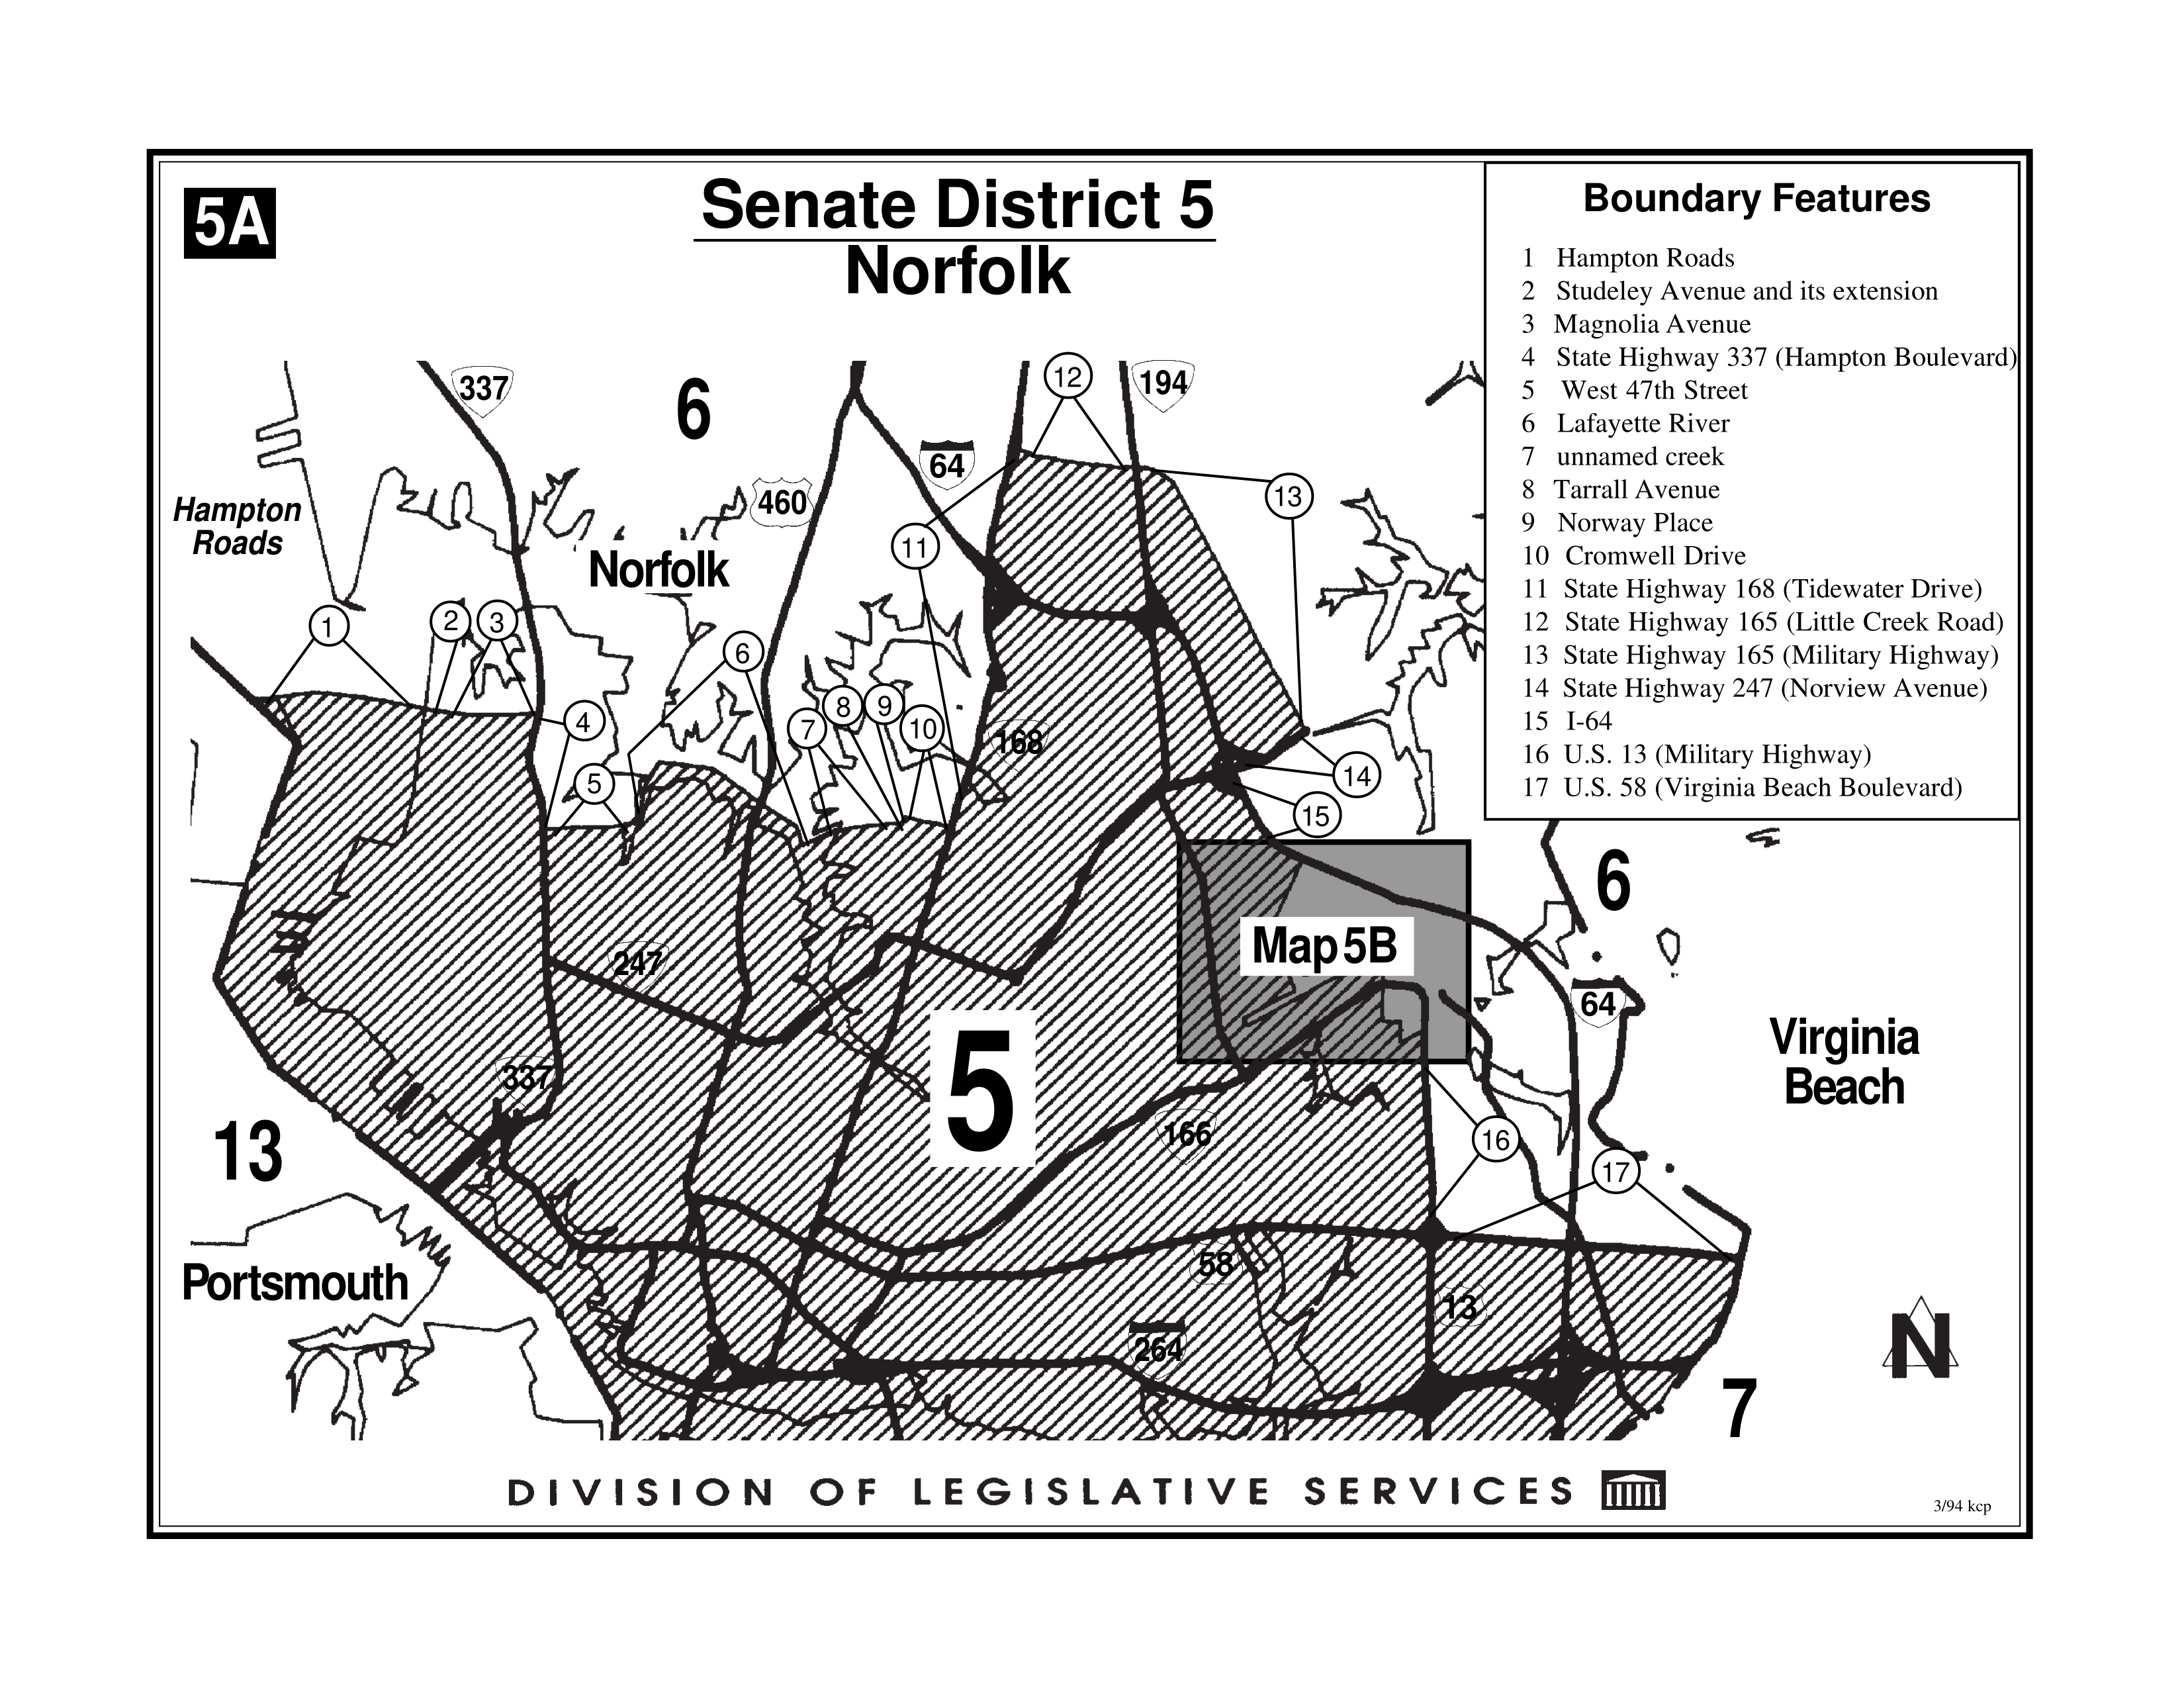 5A
Senate District 5
Norfolk
Boundary Features
1 Hampton Roads
2 Studeley Avenue and its extension
3 Magnolia Avenue
4 State Highway 337 (Hampton Boulevard)
5 West 47th Street
6 Lafayette River
7 unnamed creek
8 Tarrall Avenue
9 Norway Place
10 Cromwell Drive
11 State Highway 168 (Tidewater Drive)
12 State Highway 165 (Little Creek Road)
13 State Highway 165 (Military Highway)
14 State Highway 247 (Norview Avenue)
15 I-64
16 U.S. 13 (Military Highway)
17 U.S. 58 (Virginia Beach Boulevard)
337
6
12
194
64
460
13
Hampton
Roads
11
Norfolk
1
2
3
6
4
7
8
9
10
168
5
14
15
6
247
Map 5B
64
Virginia
Beach
5
337
13
166
16
17
Portsmouth
58
13
264
N
7
DIVISION OF LEGISLATIVE SERVICES
3/94 kcp